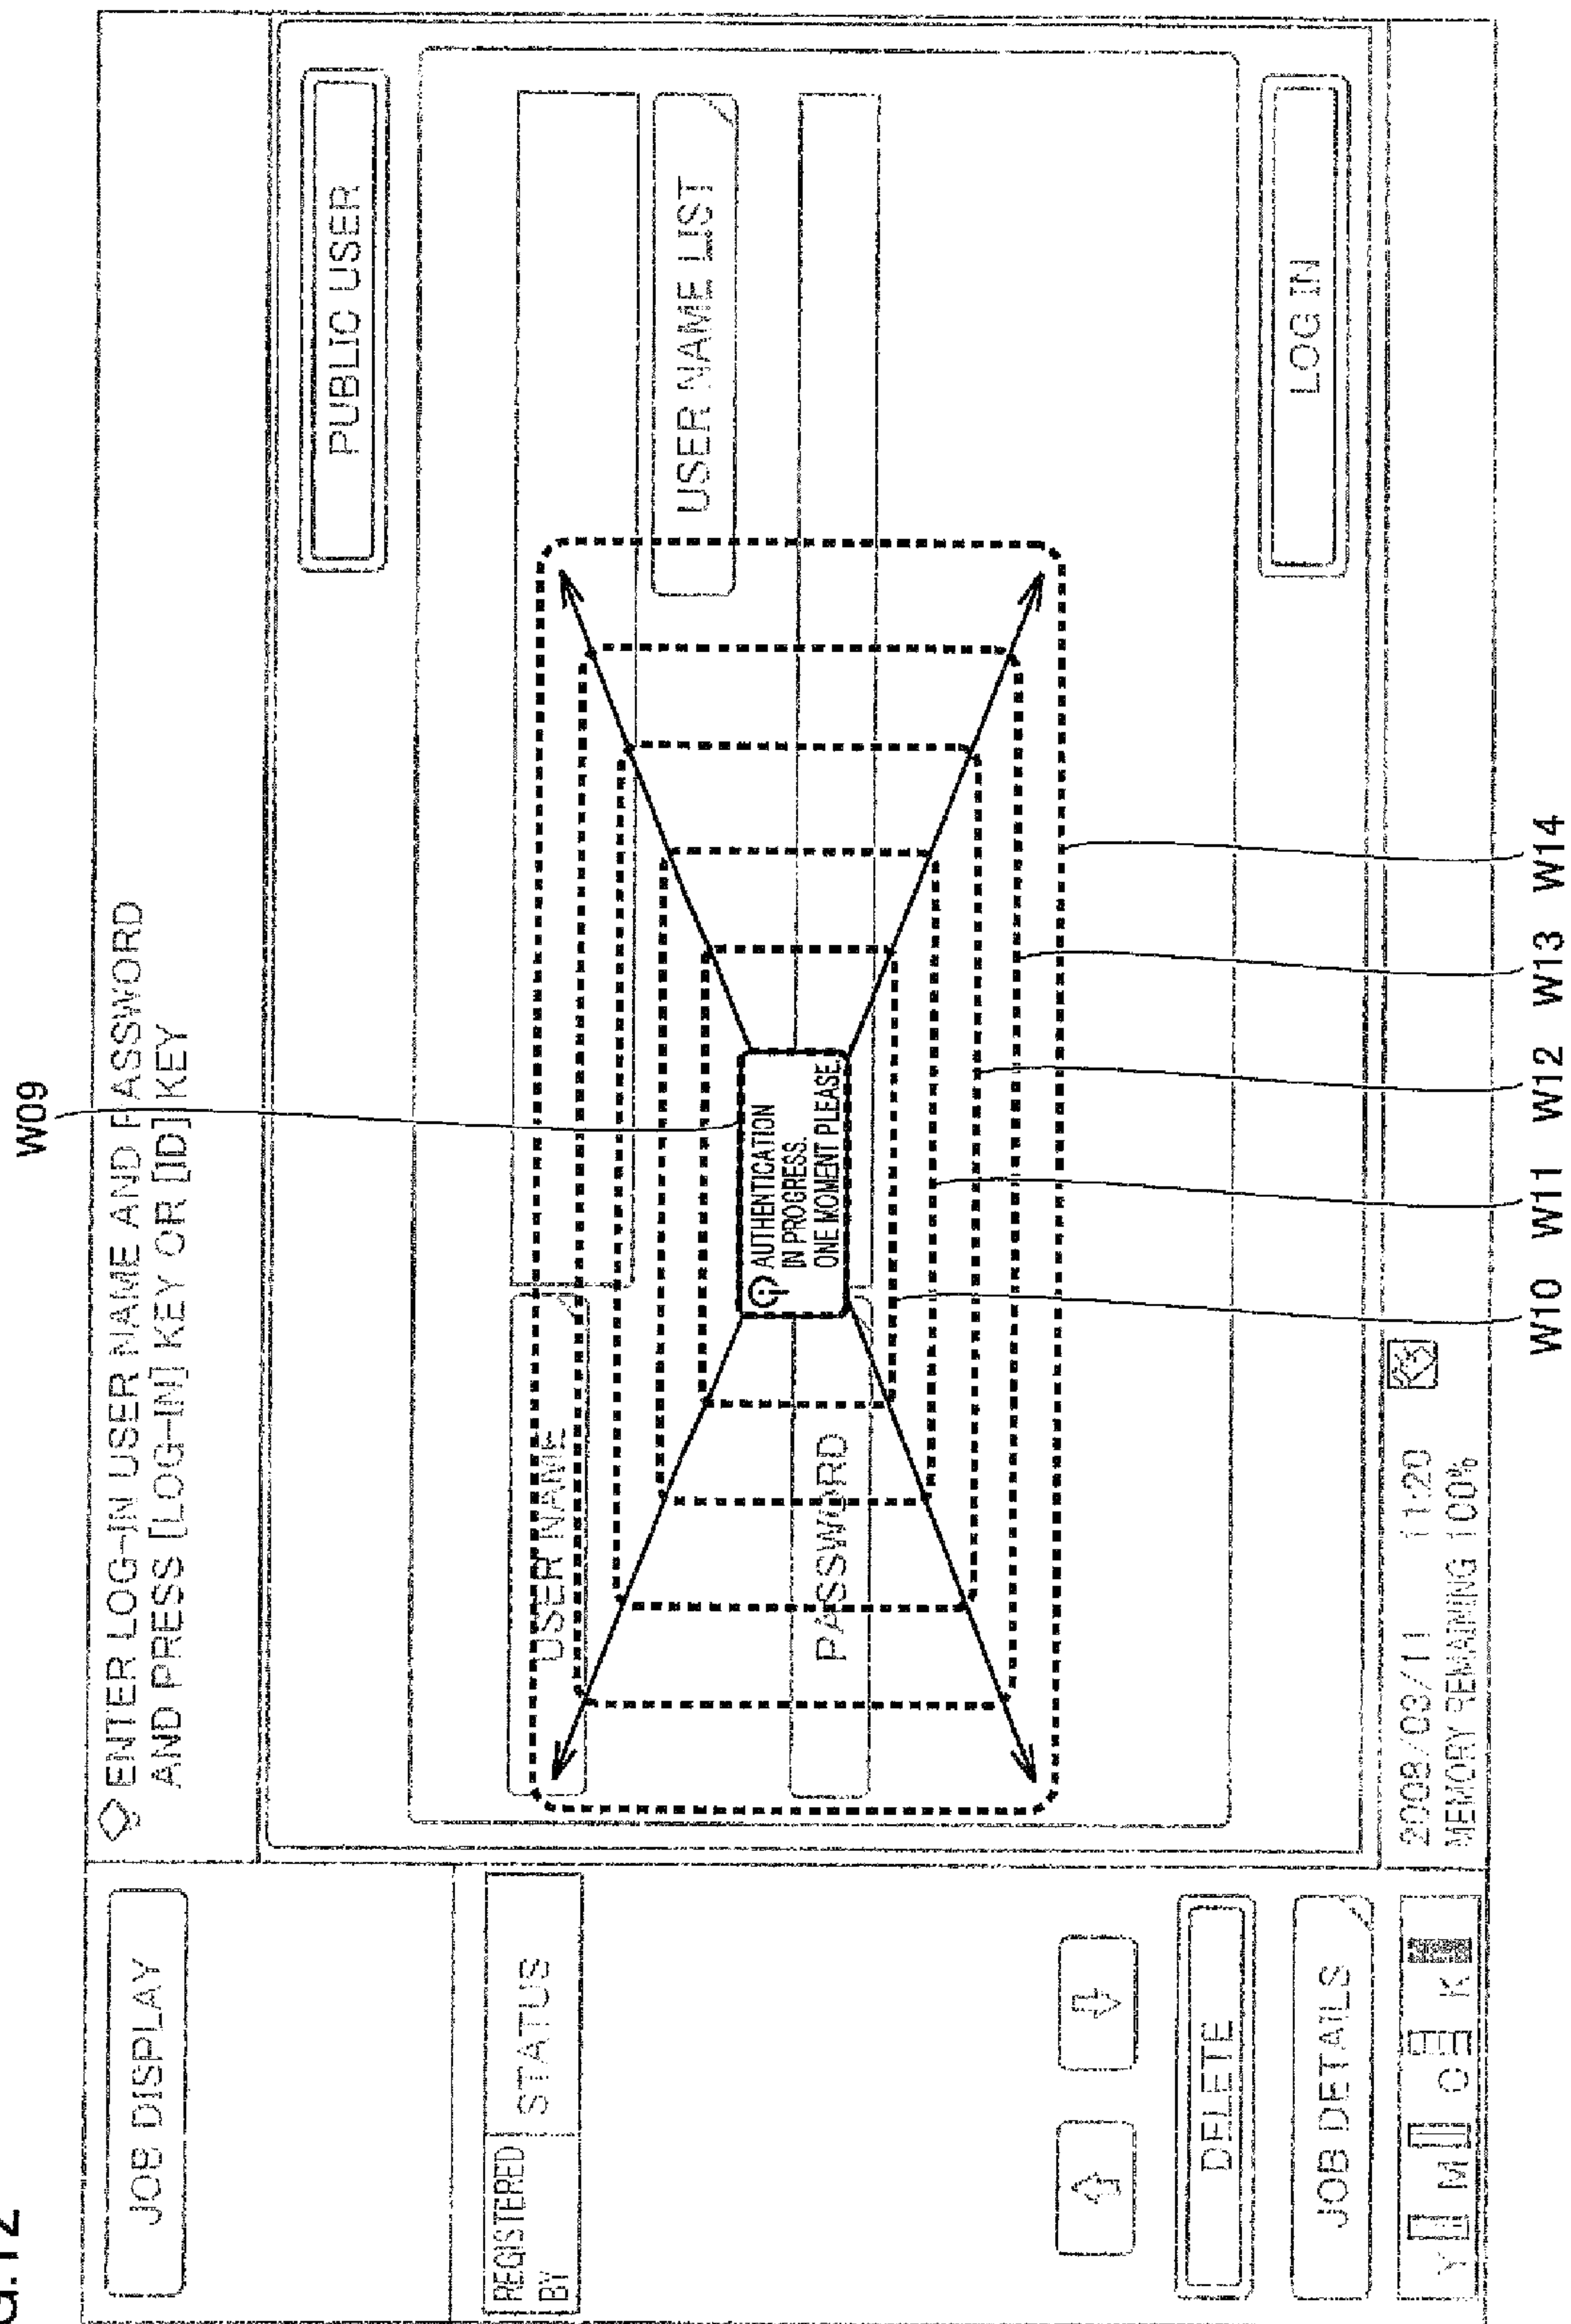 G.12
W09
JOB DISPLAY
ENTER LOG-IN USER NAME AND PASSWORD
AND PRESS [LOG-IN] KEY OR [ID] KEY
PUBLIC USER
REGISTERED
BY
STATUS
USER NAME
USER NAME LIST
AUTHENTICATION
IN PROGRESS.
ONE MOMENT PLEASE.
PASSWORD
DELETE
LOG IN
JOB DETAILS
Y M C K
2008/03/11 11:20
MEMORY REMAINING 100%
W10 W11 W12 W13 W14